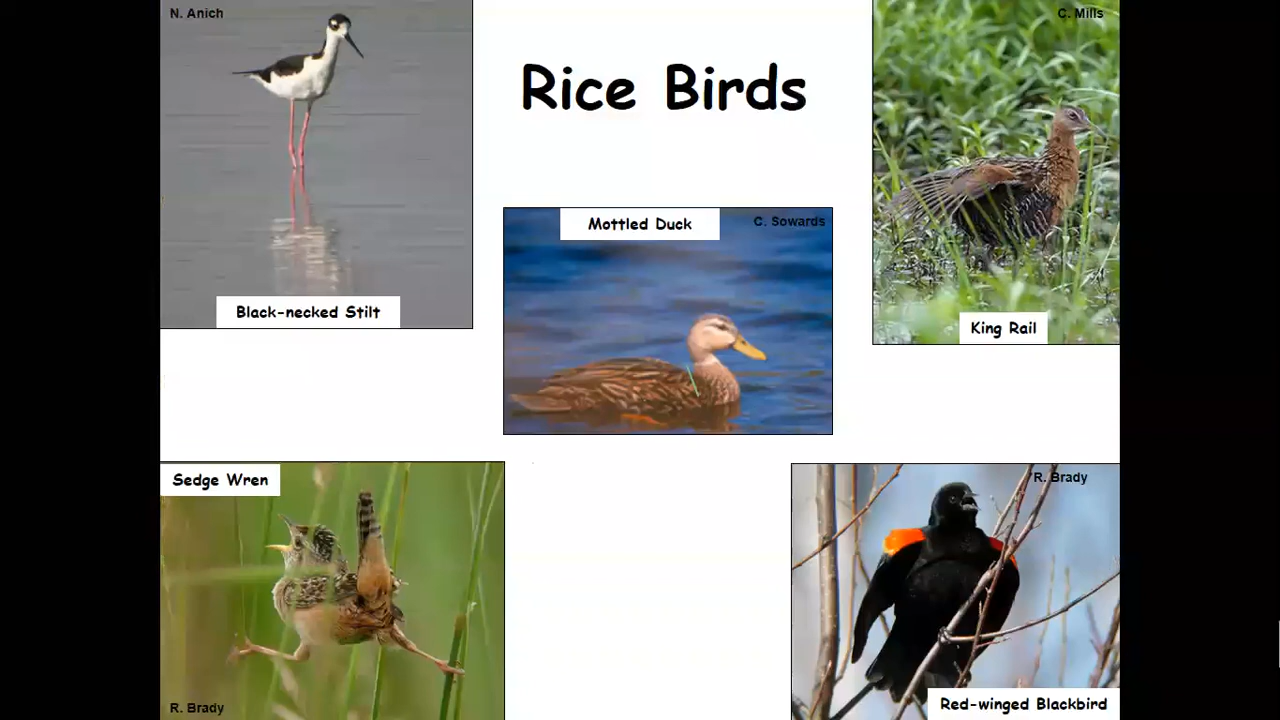 N. Anich
C. Mills
Rice Birds
Mottled Duck
C. Sowards
Black-necked Stilt
King Rail
Sedge Wren
R. Brady
R. Brady
Red-winged Blackbird